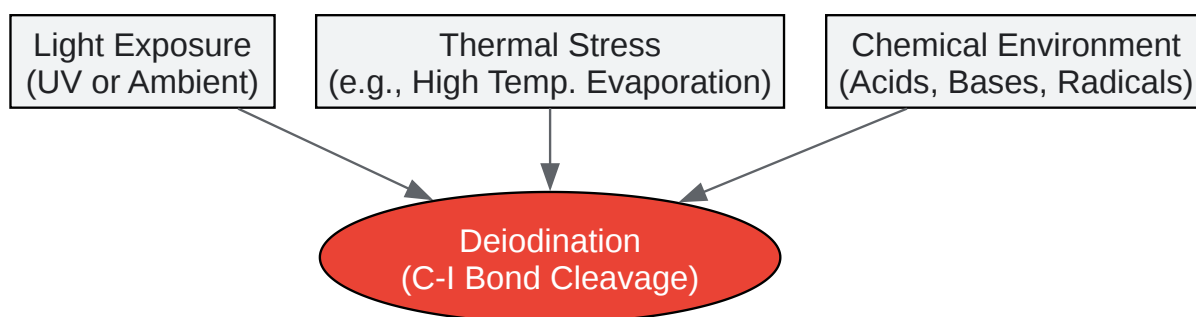 Light Exposure
(UV or Ambient)
Thermal Stress
(e.g., High Temp. Evaporation)
Chemical Environment
(Acids, Bases, Radicals)
Deiodination
(C-I Bond Cleavage)